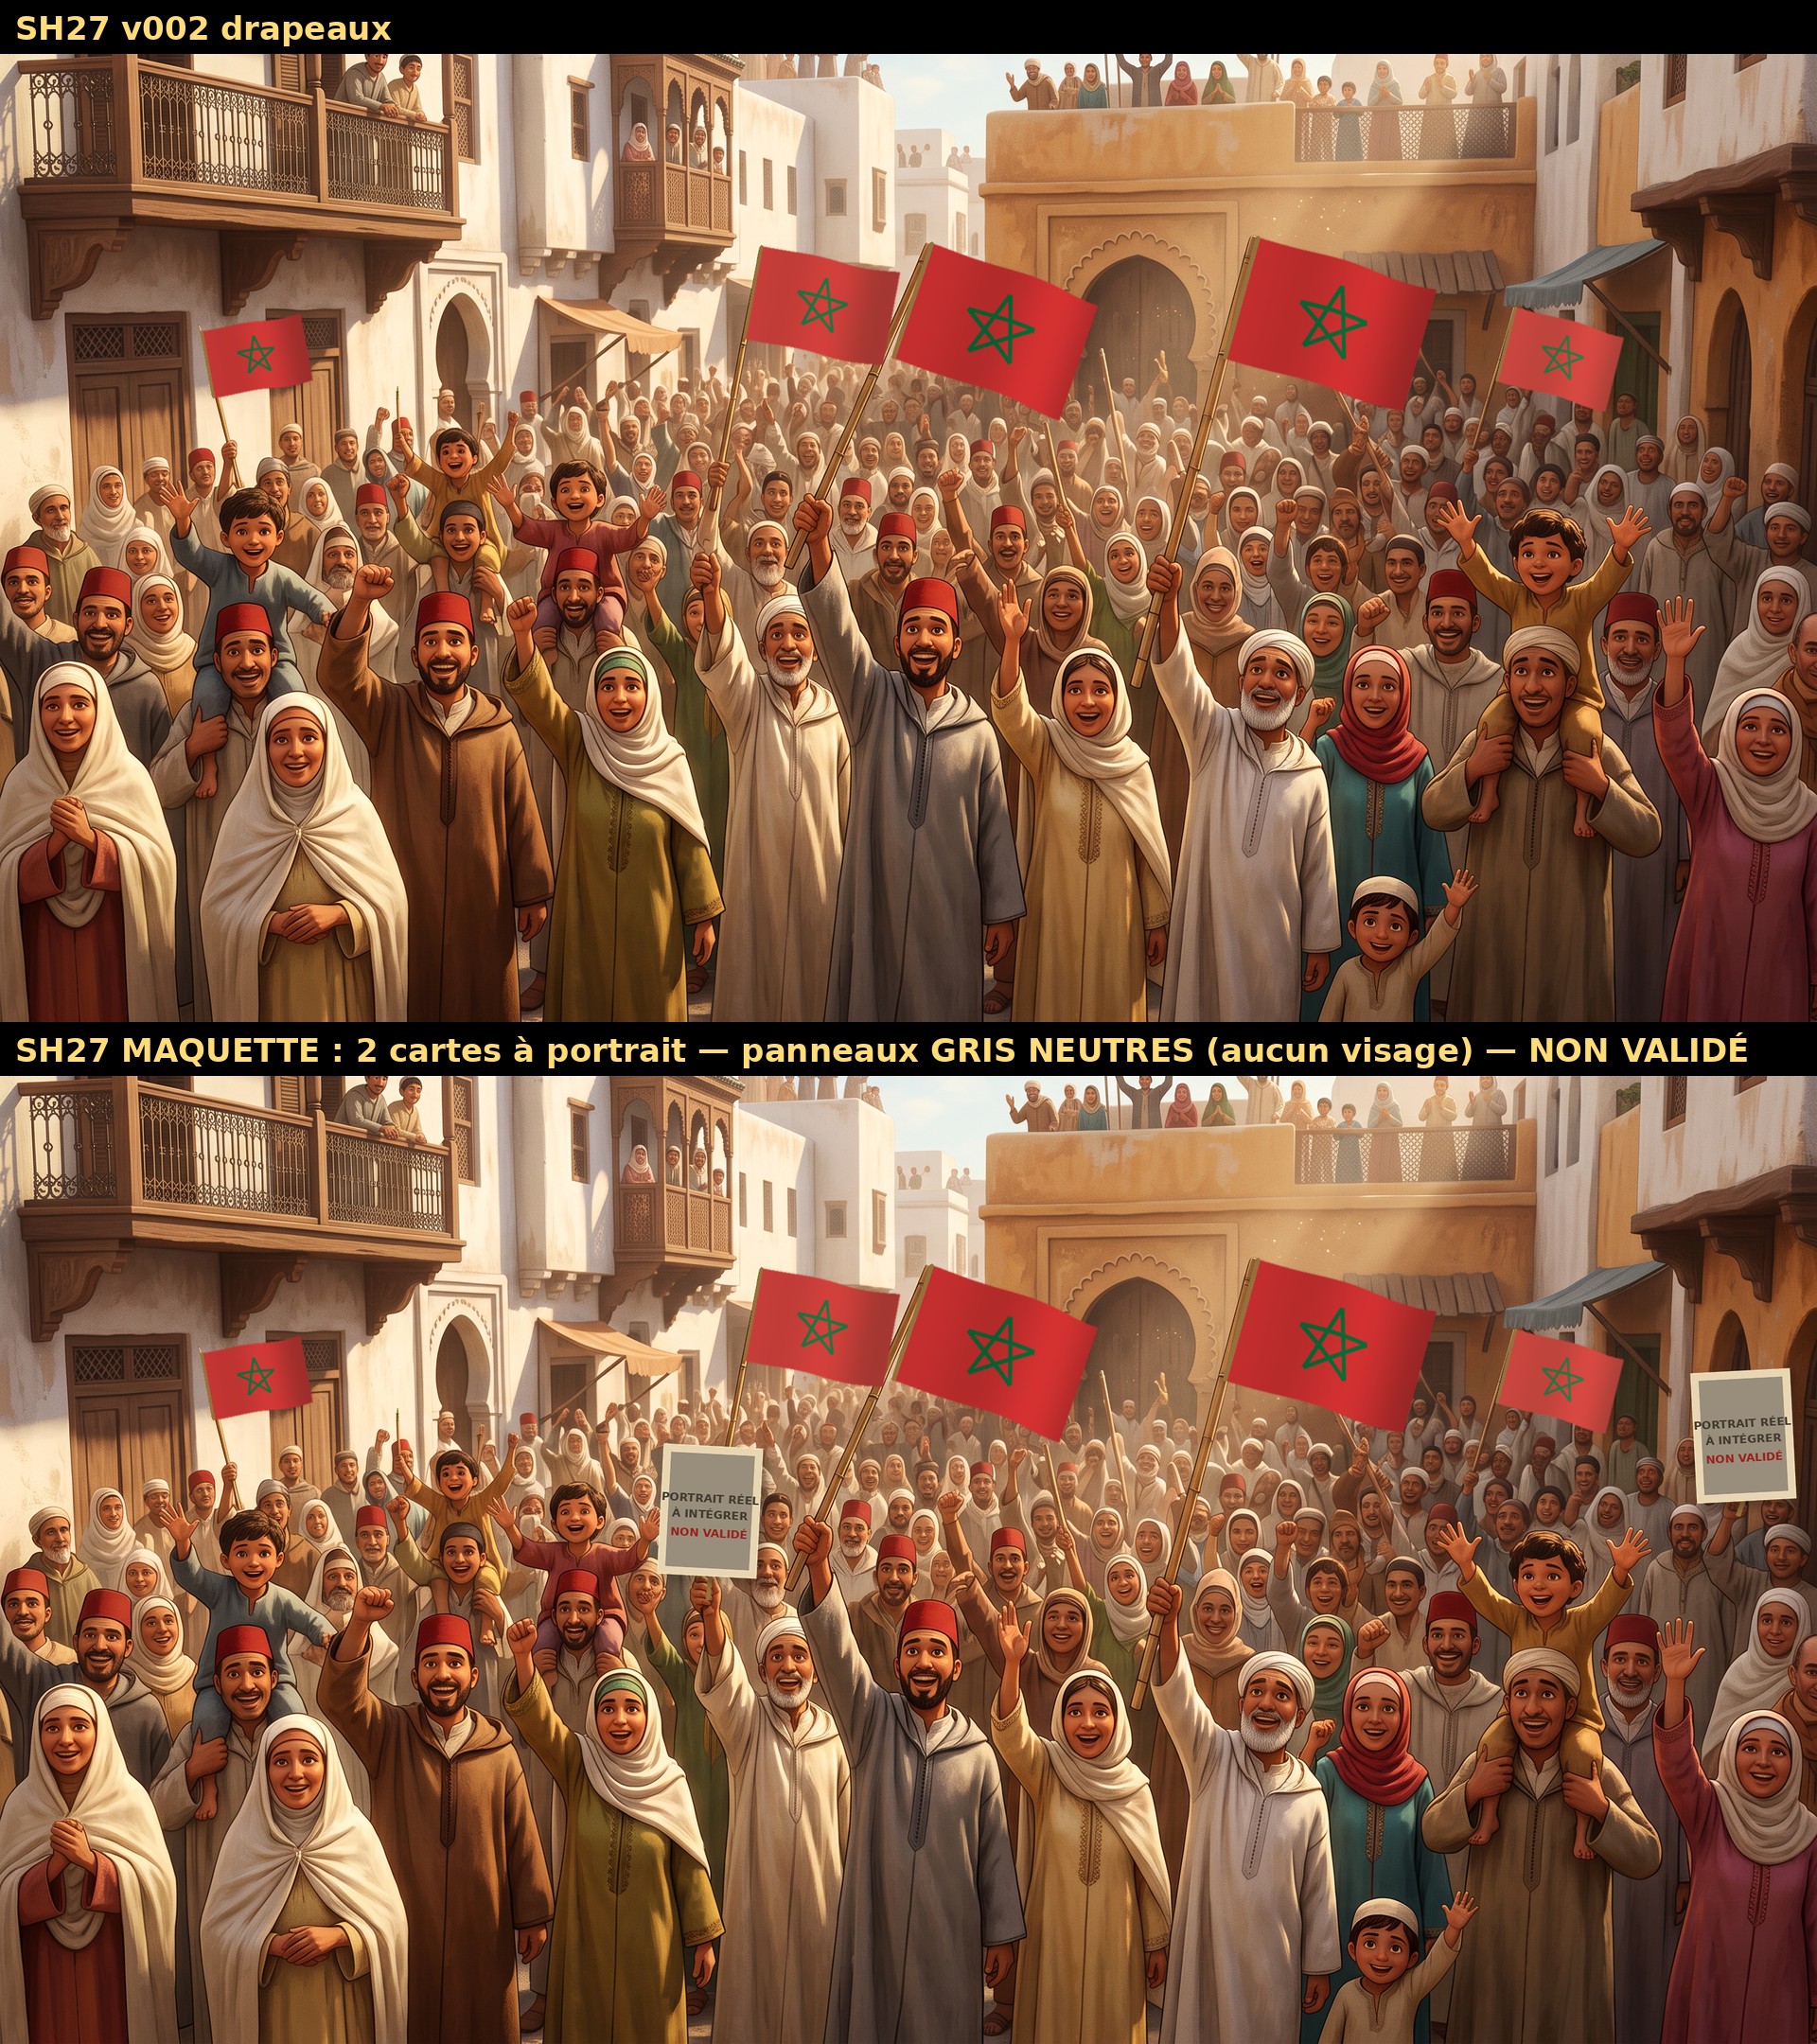 SH27 v002 drapeaux
SH27 MAQUETTE : 2 cartes à portrait — panneaux GRIS NEUTRES (aucun visage) — NON VALIDÉ
PORTRAIT RÉEL
À INTÉGRER
NON VALIDÉ
PORTRAIT RÉEL
À INTÉGRER
NON VALIDÉ